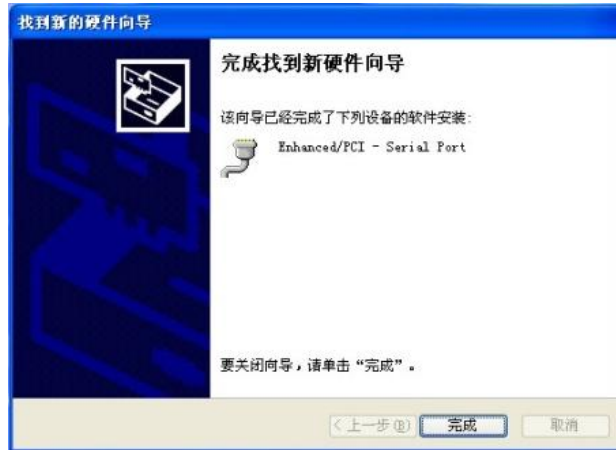 找到新的硬件向导
完成找到新硬件向导
该向导已经完成了下列设备的软件安装:
Enhanced/PCI - Serial Port
要关闭向导，请单击“完成”。
<上一步(B)
完成
取消